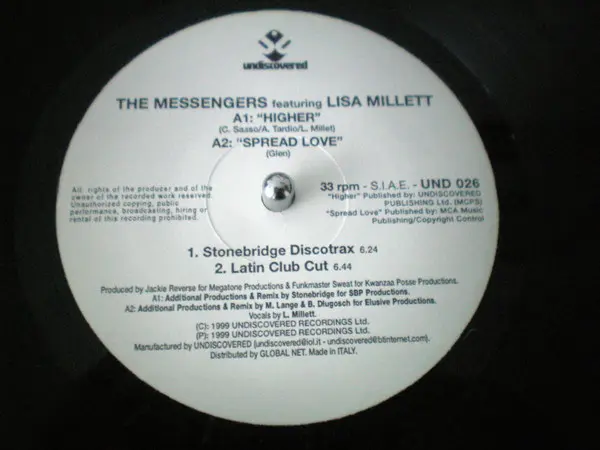 undiscovered
THE MESSENGERS featuring LISA MILLETT
A1: "HIGHER"
(C. Sasso/A. Tardio/L. Millet)
A2: "SPREAD LOVE"
(Glen)
All rights of the producer and of the
owner of the recorded work reserved.
Unauthorized copying, public
performance, broadcasting, hiring or
rental of this recording prohibited.
33 rpm - S.I.A.E. - UND 026
"Higher" Published by: UNDISCOVERED
PUBLISHING Ltd. (MCPS)
"Spread Love" Published by: MCA Music
Publishing/Copyright Control
1. Stonebridge Discotrax 6.24
2. Latin Club Cut 6.44
Produced by Jackie Reverse for Megatone Productions & Funkmaster Sweat for Kwanzaa Posse Productions.
A1: Additional Productions & Remix by Stonebridge for SBP Productions.
A2: Additional Productions & Remix by M. Lange & B. Dlugosch for Elusive Productions.
Vocals by L. Millett.
(C): 1999 UNDISCOVERED RECORDINGS Ltd.
(P): 1999 UNDISCOVERED RECORDINGS Ltd.
Manufactured by UNDISCOVERED (undiscovered@iol.it - undiscovered@btinternet.com).
Distributed by GLOBAL NET. Made in ITALY.